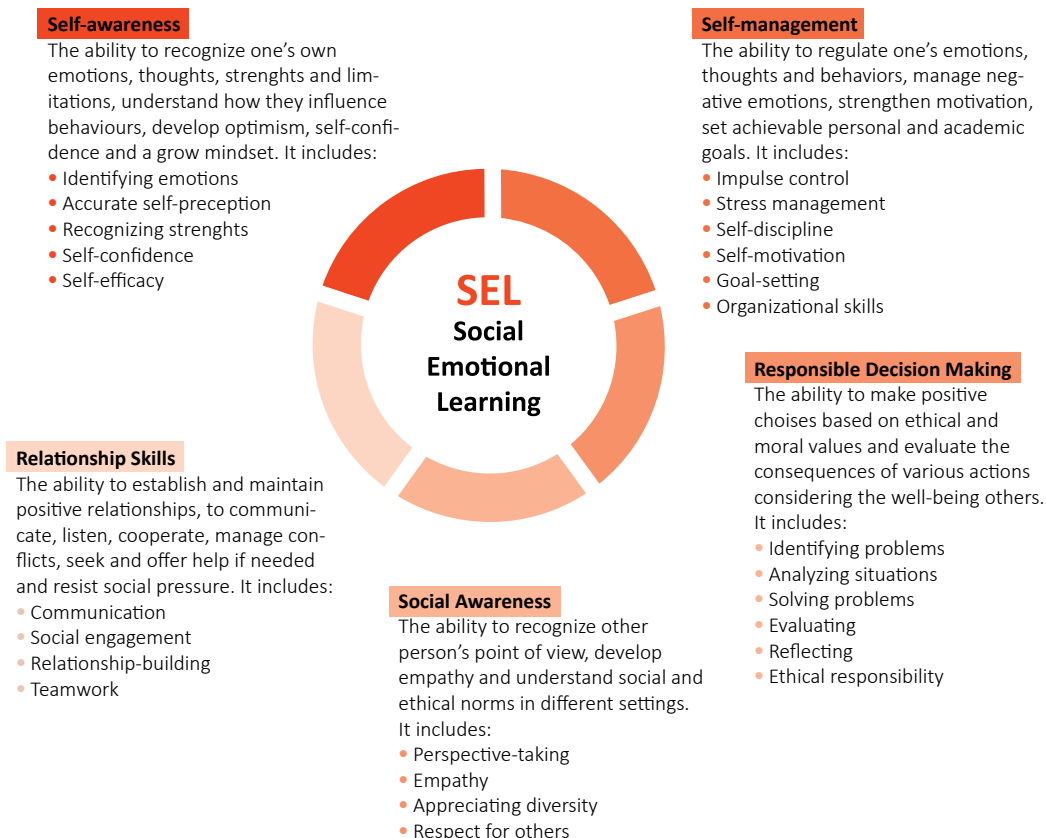 Self-awareness
The ability to recognize one’s own
emotions, thoughts, strenghts and lim-
itations, understand how they influence
behaviours, develop optimism, self-confi-
dence and a grow mindset. It includes:
• Identifying emotions
• Accurate self-preception
• Recognizing strenghts
• Self-confidence
• Self-efficacy
Self-management
The ability to regulate one’s emotions,
thoughts and behaviors, manage neg-
ative emotions, strengthen motivation,
set achievable personal and academic
goals. It includes:
• Impulse control
• Stress management
• Self-discipline
• Self-motivation
• Goal-setting
• Organizational skills
SEL
Social
Emotional
Learning
Responsible Decision Making
The ability to make positive
choises based on ethical and
moral values and evaluate the
consequences of various actions
considering the well-being others.
It includes:
• Identifying problems
• Analyzing situations
• Solving problems
• Evaluating
• Reflecting
• Ethical responsibility
Relationship Skills
The ability to establish and maintain
positive relationships, to communi-
cate, listen, cooperate, manage con-
flicts, seek and offer help if needed
and resist social pressure. It includes:
• Communication
• Social engagement
• Relationship-building
• Teamwork
Social Awareness
The ability to recognize other
person’s point of view, develop
empathy and understand social and
ethical norms in different settings.
It includes:
• Perspective-taking
• Empathy
• Appreciating diversity
• Respect for others